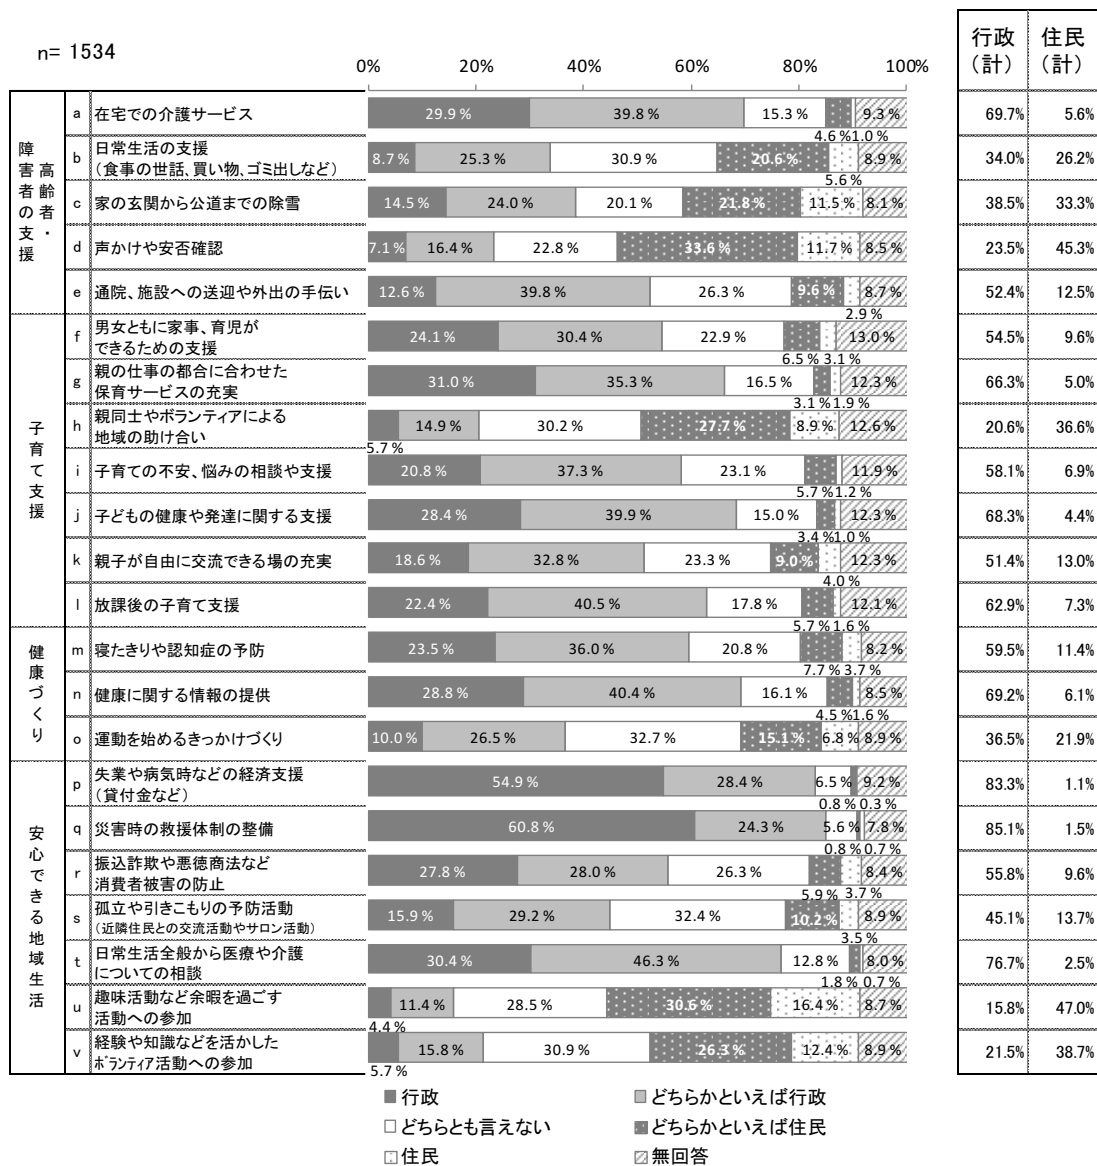 n= 1534
0% 20% 40% 60% 80% 100%
行政（計） 住民（計）
高齢者・障害者の支援
a 在宅での介護サービス 29.9％ 39.8％ 15.3％ 4.6％ 1.0％ 9.3％ 69.7% 5.6%
b 日常生活の支援
（食事の世話、買い物、ゴミ出しなど） 8.7％ 25.3％ 30.9％ 20.6％ 5.6％ 8.9％ 34.0% 26.2%
c 家の玄関から公道までの除雪 14.5％ 24.0％ 20.1％ 21.8％ 11.5％ 8.1％ 38.5% 33.3%
d 声かけや安否確認 7.1％ 16.4％ 22.8％ 33.6％ 11.7％ 8.5％ 23.5% 45.3%
e 通院、施設への送迎や外出の手伝い 12.6％ 39.8％ 26.3％ 9.6％ 2.9％ 8.7％ 52.4% 12.5%
子育て支援
f 男女ともに家事、育児が
できるための支援 24.1％ 30.4％ 22.9％ 6.5％ 3.1％ 13.0％ 54.5% 9.6%
g 親の仕事の都合に合わせた
保育サービスの充実 31.0％ 35.3％ 16.5％ 3.1％ 1.9％ 12.3％ 66.3% 5.0%
h 親同士やボランティアによる
地域の助け合い 5.7％ 14.9％ 30.2％ 27.7％ 8.9％ 12.6％ 20.6% 36.6%
i 子育ての不安、悩みの相談や支援 20.8％ 37.3％ 23.1％ 5.7％ 1.2％ 11.9％ 58.1% 6.9%
j 子どもの健康や発達に関する支援 28.4％ 39.9％ 15.0％ 3.4％ 1.0％ 12.3％ 68.3% 4.4%
k 親子が自由に交流できる場の充実 18.6％ 32.8％ 23.3％ 9.0％ 4.0％ 12.3％ 51.4% 13.0%
l 放課後の子育て支援 22.4％ 40.5％ 17.8％ 5.7％ 1.6％ 12.1％ 62.9% 7.3%
健康づくり
m 寝たきりや認知症の予防 23.5％ 36.0％ 20.8％ 7.7％ 3.7％ 8.2％ 59.5% 11.4%
n 健康に関する情報の提供 28.8％ 40.4％ 16.1％ 4.5％ 1.6％ 8.5％ 69.2% 6.1%
o 運動を始めるきっかけづくり 10.0％ 26.5％ 32.7％ 15.1％ 6.8％ 8.9％ 36.5% 21.9%
安心できる地域生活
p 失業や病気時などの経済支援
（貸付金など） 54.9％ 28.4％ 6.5％ 0.8％ 0.3％ 9.2％ 83.3% 1.1%
q 災害時の救援体制の整備 60.8％ 24.3％ 5.6％ 0.8％ 0.7％ 7.8％ 85.1% 1.5%
r 振込詐欺や悪徳商法など
消費者被害の防止 27.8％ 28.0％ 26.3％ 5.9％ 3.7％ 8.4％ 55.8% 9.6%
s 孤立や引きこもりの予防活動
（近隣住民との交流活動やサロン活動） 15.9％ 29.2％ 32.4％ 10.2％ 3.5％ 8.9％ 45.1% 13.7%
t 日常生活全般から医療や介護
についての相談 30.4％ 46.3％ 12.8％ 1.8％ 0.7％ 8.0％ 76.7% 2.5%
u 趣味活動など余暇を過ごす
活動への参加 4.4％ 11.4％ 28.5％ 30.6％ 16.4％ 8.7％ 15.8% 47.0%
v 経験や知識などを活かした
ボランティア活動への参加 5.7％ 15.8％ 30.9％ 26.3％ 12.4％ 8.9％ 21.5% 38.7%
行政 どちらかといえば行政
どちらとも言えない どちらかといえば住民
住民 無回答